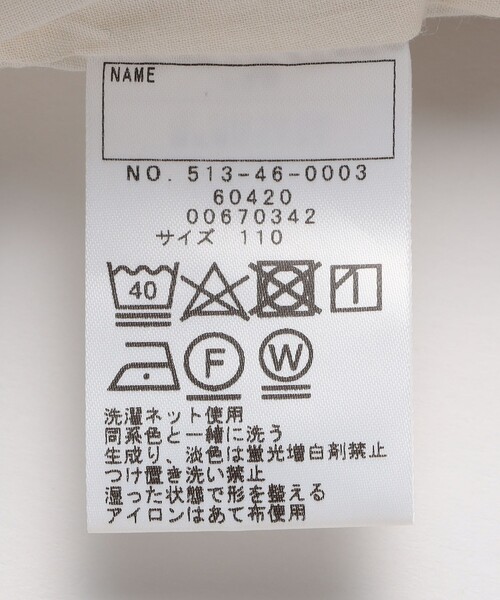 NAME
NO. 513-46-0003
60420
00670342
サイズ 110
40
F W
洗濯ネット使用
同系色と一緒に洗う
生成り、淡色は蛍光増白剤禁止
つけ置き洗い禁止
湿った状態で形を整える
アイロンはあて布使用